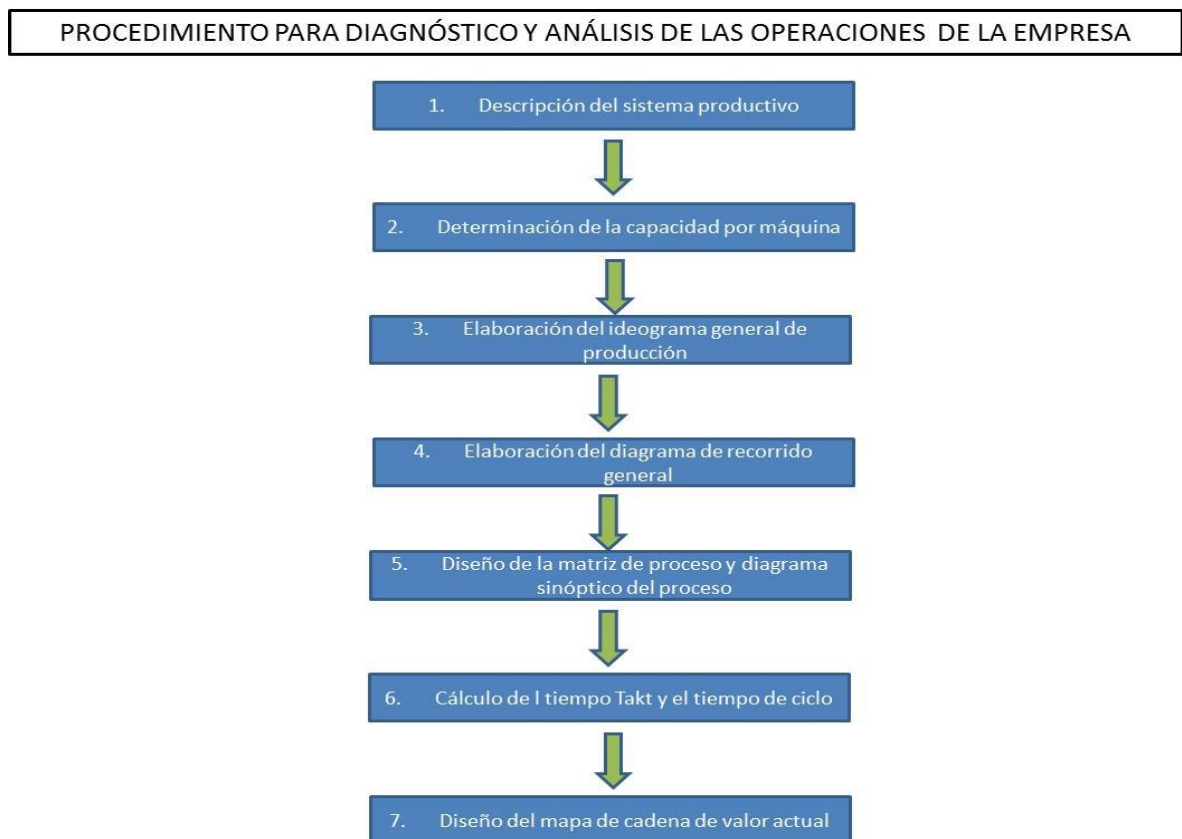 PROCEDIMIENTO PARA DIAGNÓSTICO Y ANÁLISIS DE LAS OPERACIONES DE LA EMPRESA
1. Descripción del sistema productivo
2. Determinación de la capacidad por máquina
3. Elaboración del ideograma general de
producción
4. Elaboración del diagrama de recorrido
general
5. Diseño de la matriz de proceso y diagrama
sinóptico del proceso
6. Cálculo de l tiempo Takt y el tiempo de ciclo
7. Diseño del mapa de cadena de valor actual